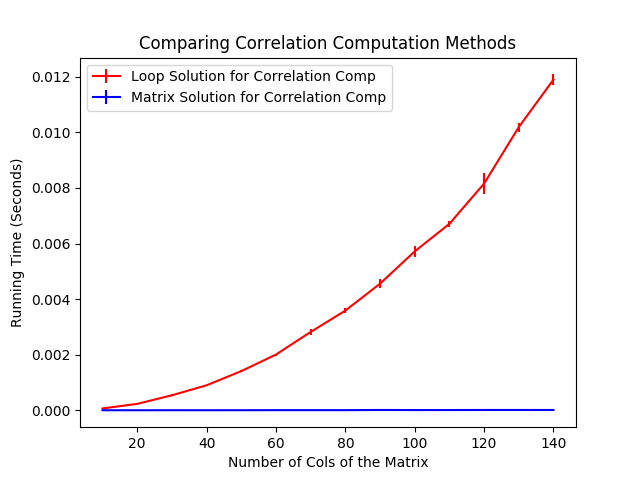 Comparing Correlation Computation Methods
Loop Solution for Correlation Comp
Matrix Solution for Correlation Comp
0.012
0.010
0.008
0.006
0.004
0.002
0.000
Running Time (Seconds)
20 40 60 80 100 120 140
Number of Cols of the Matrix